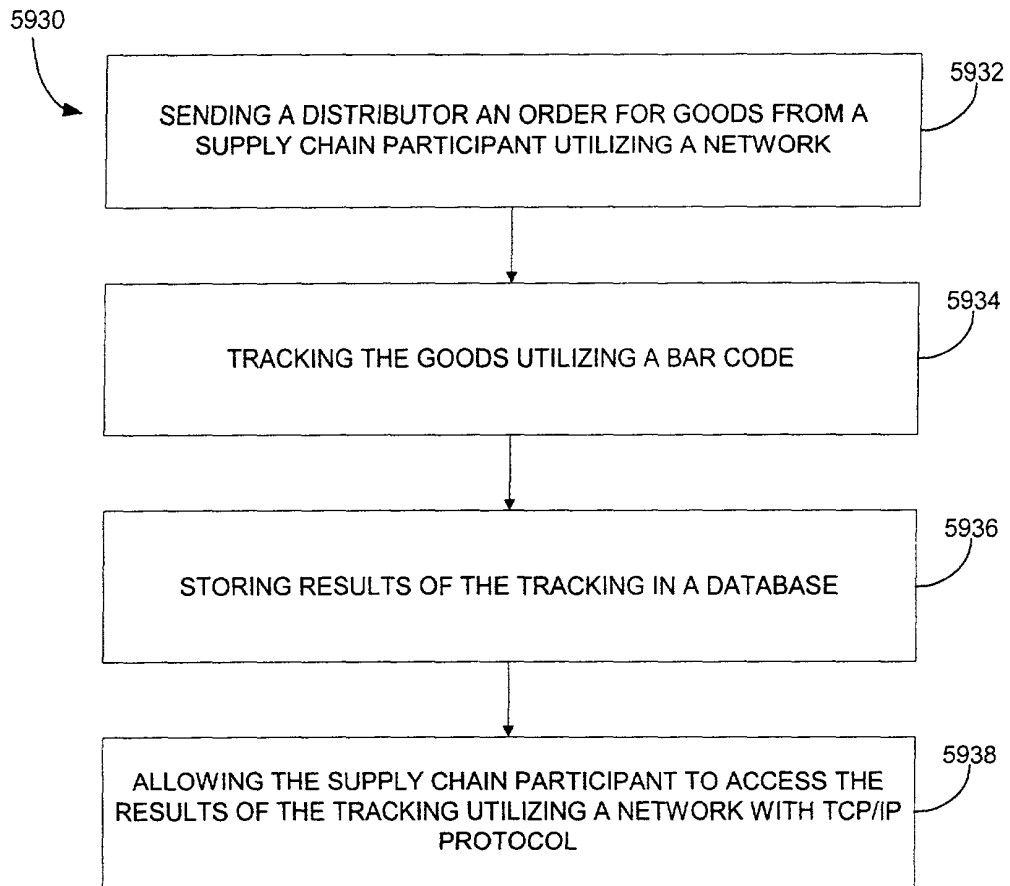 5930
5932
SENDING A DISTRIBUTOR AN ORDER FOR GOODS FROM A
SUPPLY CHAIN PARTICIPANT UTILIZING A NETWORK
5934
TRACKING THE GOODS UTILIZING A BAR CODE
5936
STORING RESULTS OF THE TRACKING IN A DATABASE
5938
ALLOWING THE SUPPLY CHAIN PARTICIPANT TO ACCESS THE
RESULTS OF THE TRACKING UTILIZING A NETWORK WITH TCP/IP
PROTOCOL